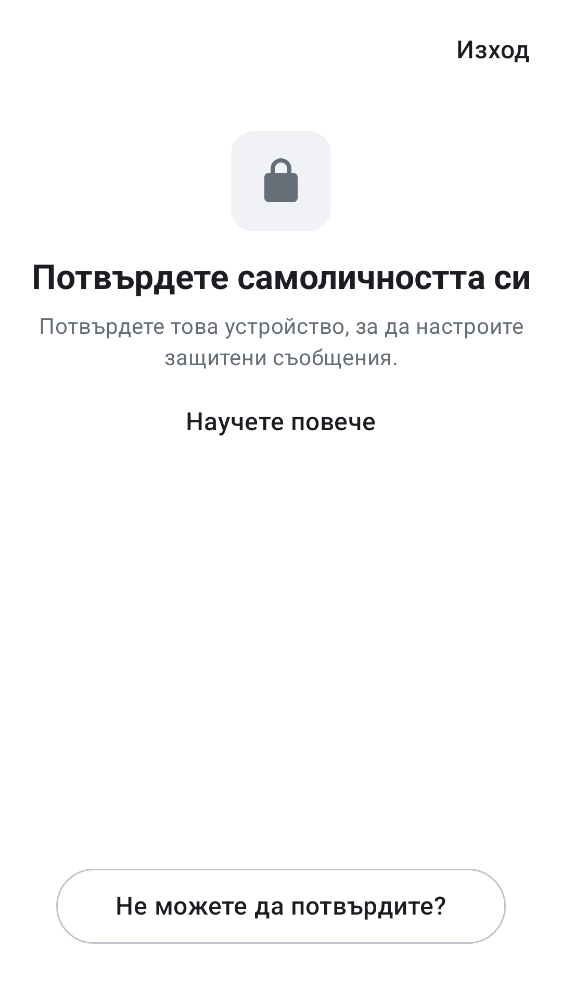 Изход
Потвърдете самоличността си
Потвърдете това устройство, за да настроите
защитени съобщения.
Научете повече
Не можете да потвърдите?